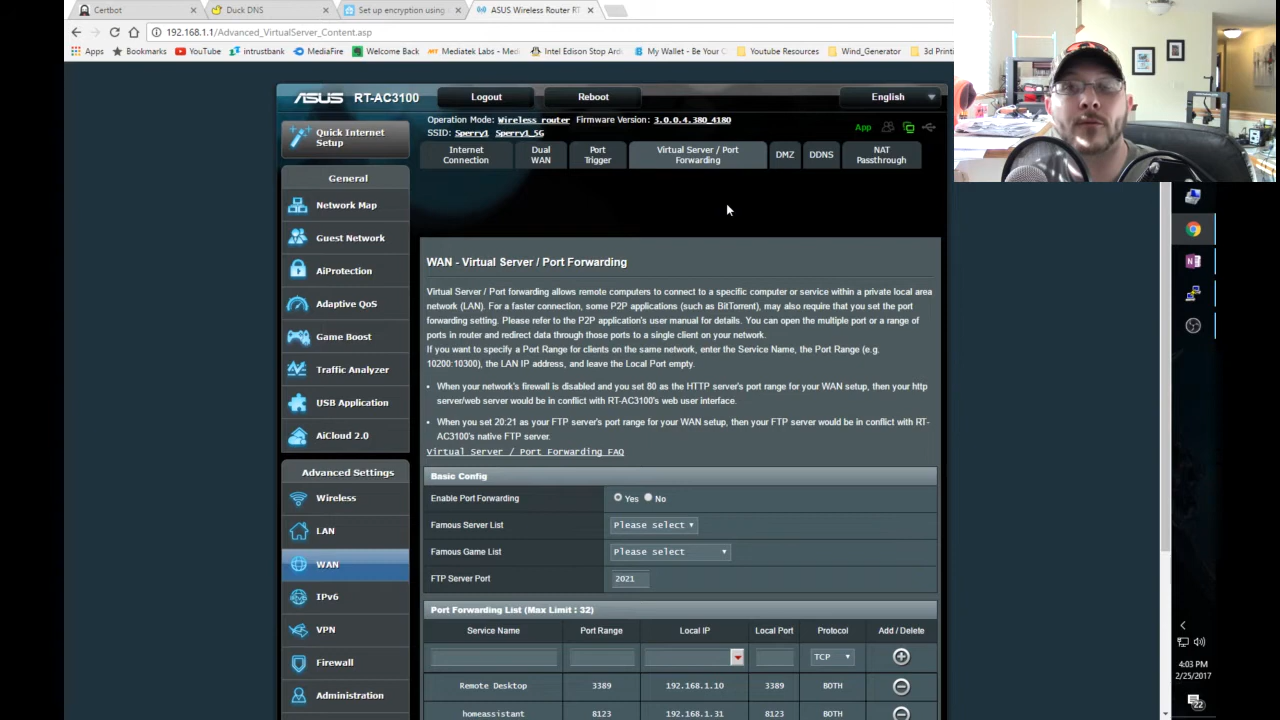 Certbot
Duck DNS
Set up encryption using
ASUS Wireless Router RT
192.168.1.1/Advanced_VirtualServer_Content.asp
Apps
Bookmarks
YouTube
intrustbank
MediaFire
Welcome Back
Mediatek Labs - Med
Intel Edison Stop An
My Wallet - Be Your
Youtube Resources
Wind_Generator
3d Print
ASUS RT-AC3100
Logout
Reboot
English
Operation Mode: Wireless router Firmware Version: 3.0.0.4.380_4180
SSID: Sperry1 Sperry1_5G
App
Quick Internet
Setup
General
Network Map
Guest Network
AiProtection
Adaptive QoS
Game Boost
Traffic Analyzer
USB Application
AiCloud 2.0
Advanced Settings
Wireless
LAN
WAN
IPv6
VPN
Firewall
Administration
Internet
Connection
Dual
WAN
Port
Trigger
Virtual Server / Port
Forwarding
DMZ
DDNS
NAT
Passthrough
WAN - Virtual Server / Port Forwarding
Virtual Server / Port forwarding allows remote computers to connect to a specific computer or service within a private local area
network (LAN). For a faster connection, some P2P applications (such as BitTorrent), may also require that you set the port
forwarding setting. Please refer to the P2P application's user manual for details. You can open the multiple port or a range of
ports in router and redirect data through those ports to a single client on your network.
If you want to specify a Port Range for clients on the same network, enter the Service Name, the Port Range (e.g.
10200:10300), the LAN IP address, and leave the Local Port empty.
• When your network's firewall is disabled and you set 80 as the HTTP server's port range for your WAN setup, then your http
server/web server would be in conflict with RT-AC3100's web user interface.
• When you set 20:21 as your FTP server's port range for your WAN setup, then your FTP server would be in conflict with RT-
AC3100's native FTP server.
Virtual Server / Port Forwarding FAQ
Basic Config
Enable Port Forwarding Yes No
Famous Server List Please select
Famous Game List Please select
FTP Server Port 2021
Port Forwarding List (Max Limit : 32)
Service Name Port Range Local IP Local Port Protocol Add / Delete
TCP
Remote Desktop 3389 192.168.1.10 3389 BOTH
homeassistant 8123 192.168.1.31 8123 BOTH
4:03 PM
2/25/2017
22